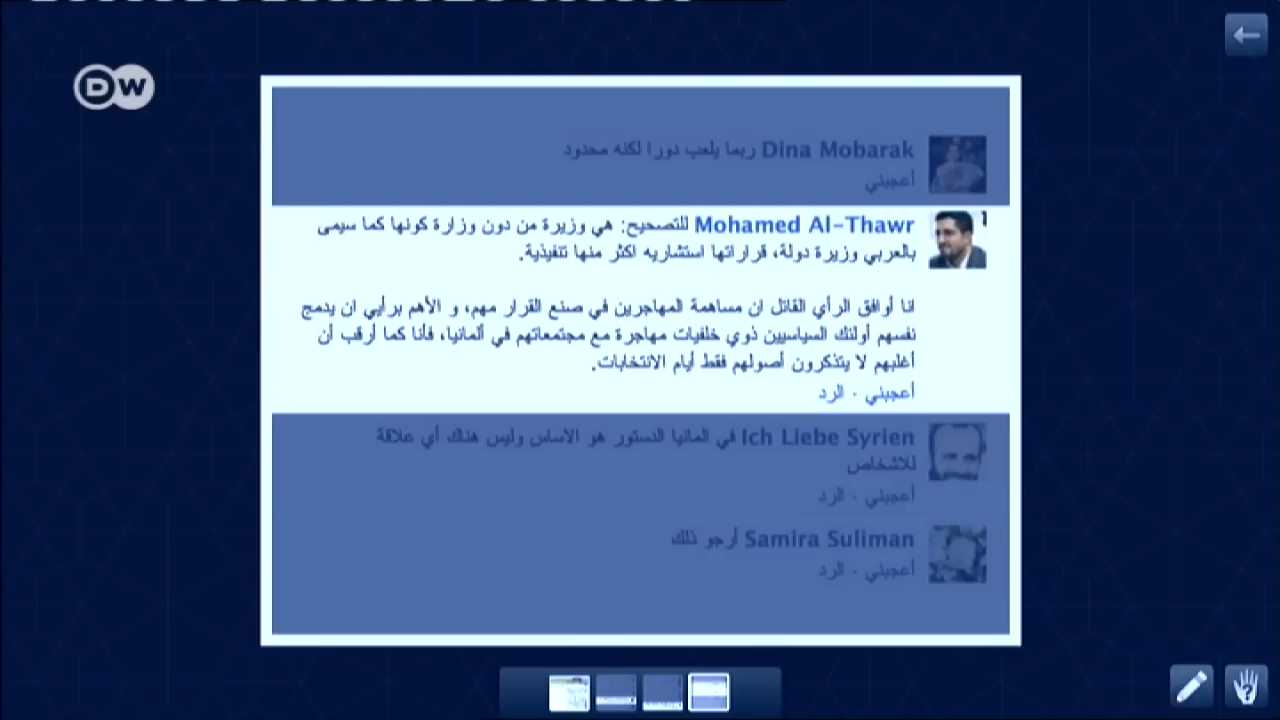 DW
Dina Mobarak ربما يلعب دورا لكنه محدود
أعجبني
Mohamed Al-Thawr للتصحيح: هي وزيرة من دون وزارة كونها كما سيمى
بالعربي وزيرة دولة، قراراتها استشاريه اكثر منها تنفيذية.
انا أوافق الرأي القائل ان مساهمة المهاجرين في صنع القرار مهم، و الأهم برأيي ان يدمج
نفسهم أولئك السياسيين ذوي خلفيات مهاجرة مع مجتمعاتهم في ألمانيا، فأنا كما أرقب أن
أغلبهم لا يتذكرون أصولهم فقط أيام الانتخابات.
أعجبني · الرد
Ich Liebe Syrien في المانيا الدستور هو الاساس وليس هناك أي علاقة
للاشخاص
أعجبني · الرد
Samira Suliman أرجو ذلك
أعجبني · الرد